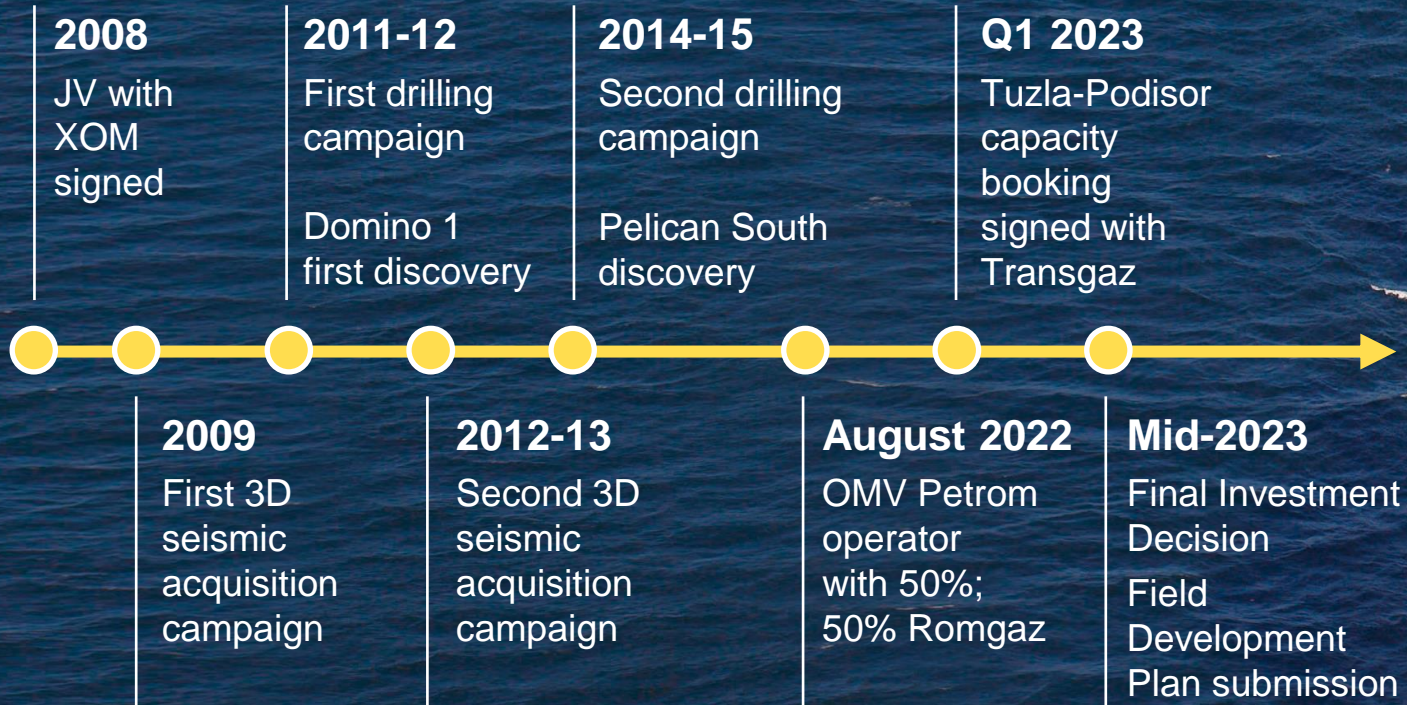 2008
JV with
XOM
signed
2011-12
First drilling
campaign
Domino 1
first discovery
2014-15
Second drilling
campaign
Pelican South
discovery
Q1 2023
Tuzla-Podisor
capacity
booking
signed with
Transgaz
2009
First 3D
seismic
acquisition
campaign
2012-13
Second 3D
seismic
acquisition
campaign
August 2022
OMV Petrom
operator
with 50%;
50% Romgaz
Mid-2023
Final Investment
Decision
Field
Development
Plan submission